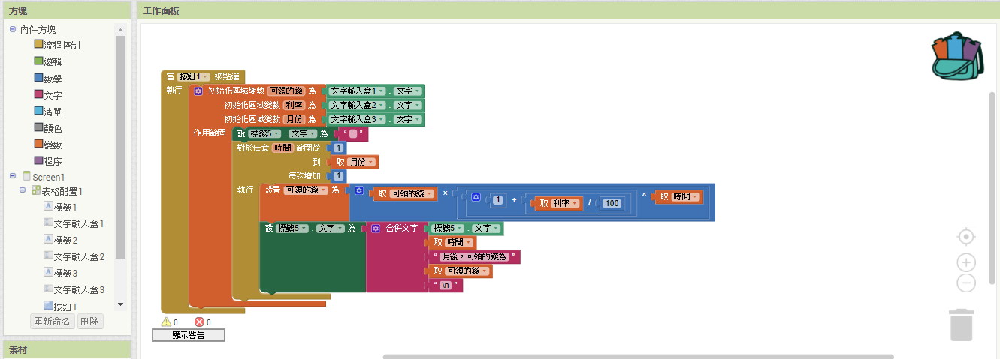 方塊
內件方塊
流程控制
邏輯
數學
文字
清單
顏色
變數
程序
Screen1
表格配置1
標籤1
文字輸入盒1
標籤2
文字輸入盒2
標籤3
文字輸入盒3
按鈕1
重新命名 刪除
素材
工作面板
當 按鈕1 .被點選
執行 初始化區域變數 可領的錢 為 文字輸入盒1 . 文字
初始化區域變數 利率 為 文字輸入盒2 . 文字
初始化區域變數 月份 為 文字輸入盒3 . 文字
作用範圍 設 標籤5 . 文字 為 “ ”
對於任意 時間 範圍從 1
到 取 月份
每次增加 1
執行 設置 可領的錢 為 取 可領的錢 × 1 + 取 利率 / 100 ^ 取 時間
設 標籤5 . 文字 為 合併文字 標籤5 . 文字
取 時間
“ 月後，可領的錢為 ”
取 可領的錢
“ \n ”
0 0
顯示警告